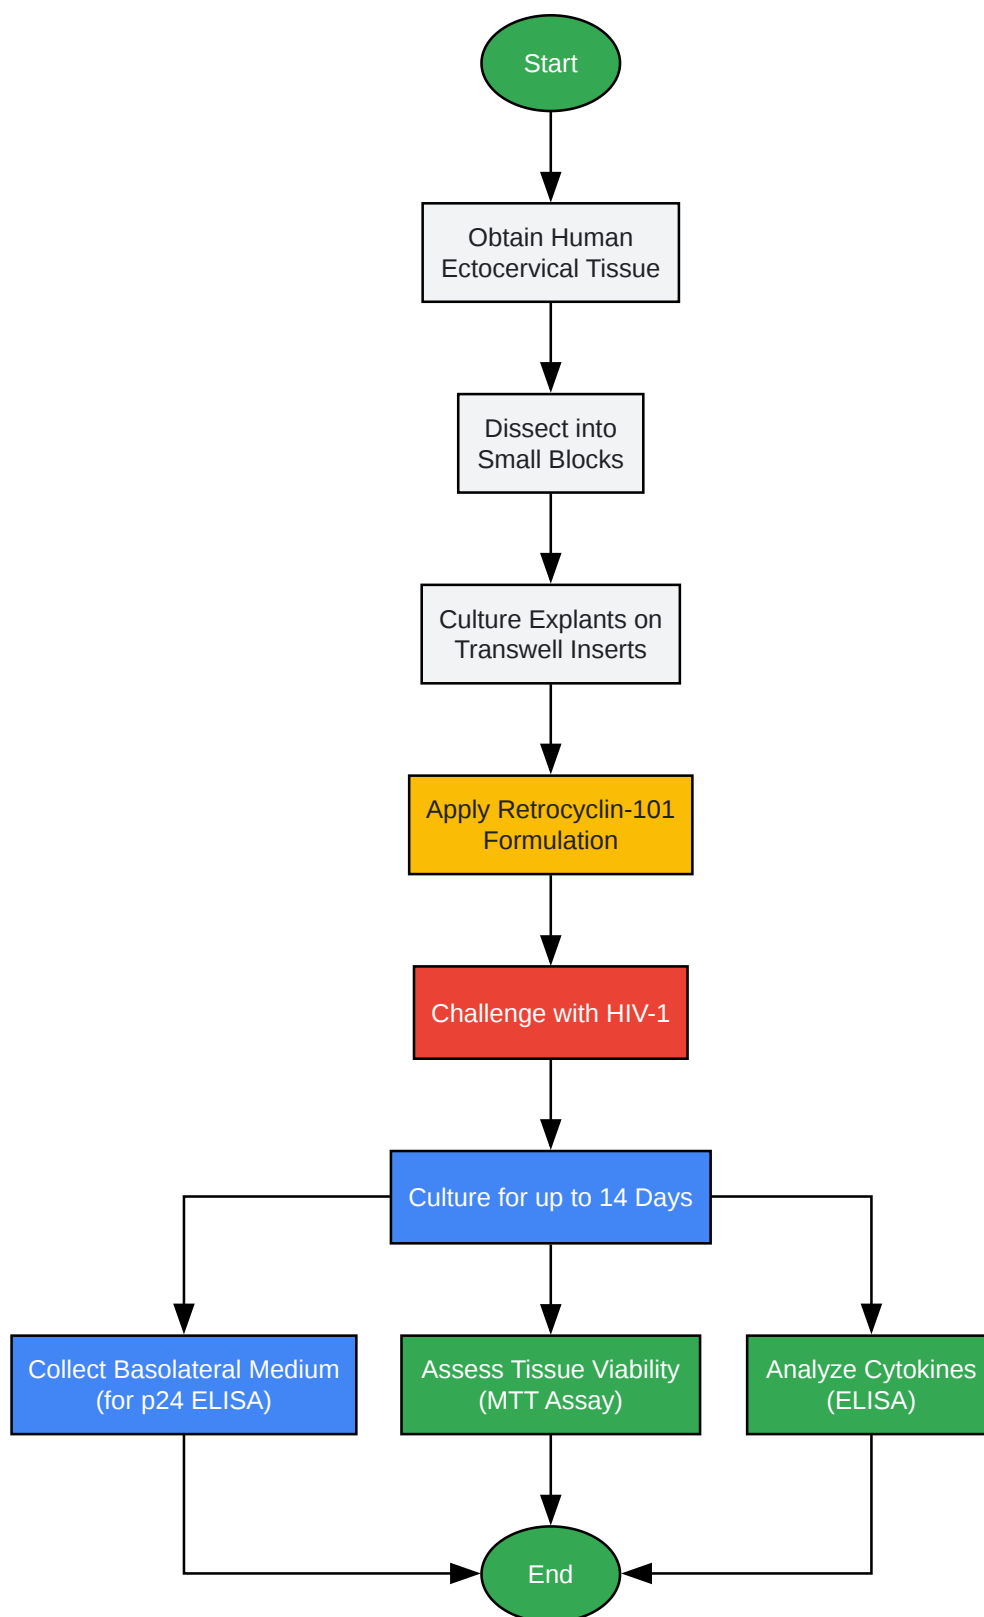 Start
Obtain Human
Ectocervical Tissue
Dissect into
Small Blocks
Culture Explants on
Transwell Inserts
Apply Retrocyclin-101
Formulation
Challenge with HIV-1
Culture for up to 14 Days
Collect Basolateral Medium
(for p24 ELISA)
Assess Tissue Viability
(MTT Assay)
Analyze Cytokines
(ELISA)
End